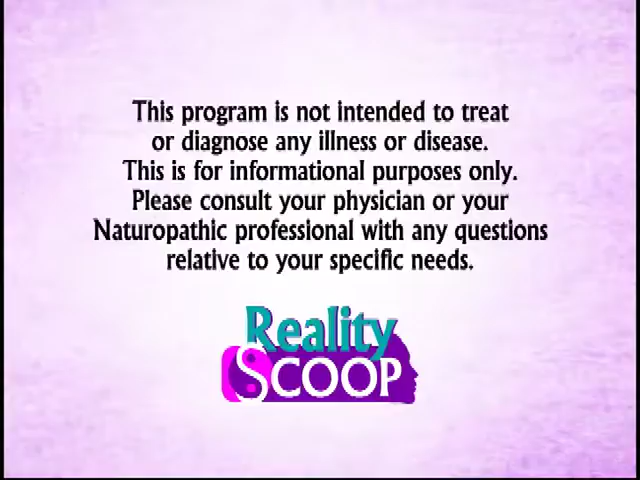 This program is not intended to treat
or diagnose any illness or disease.
This is for informational purposes only.
Please consult your physician or your
Naturopathic professional with any questions
relative to your specific needs.
Reality
SCOOP